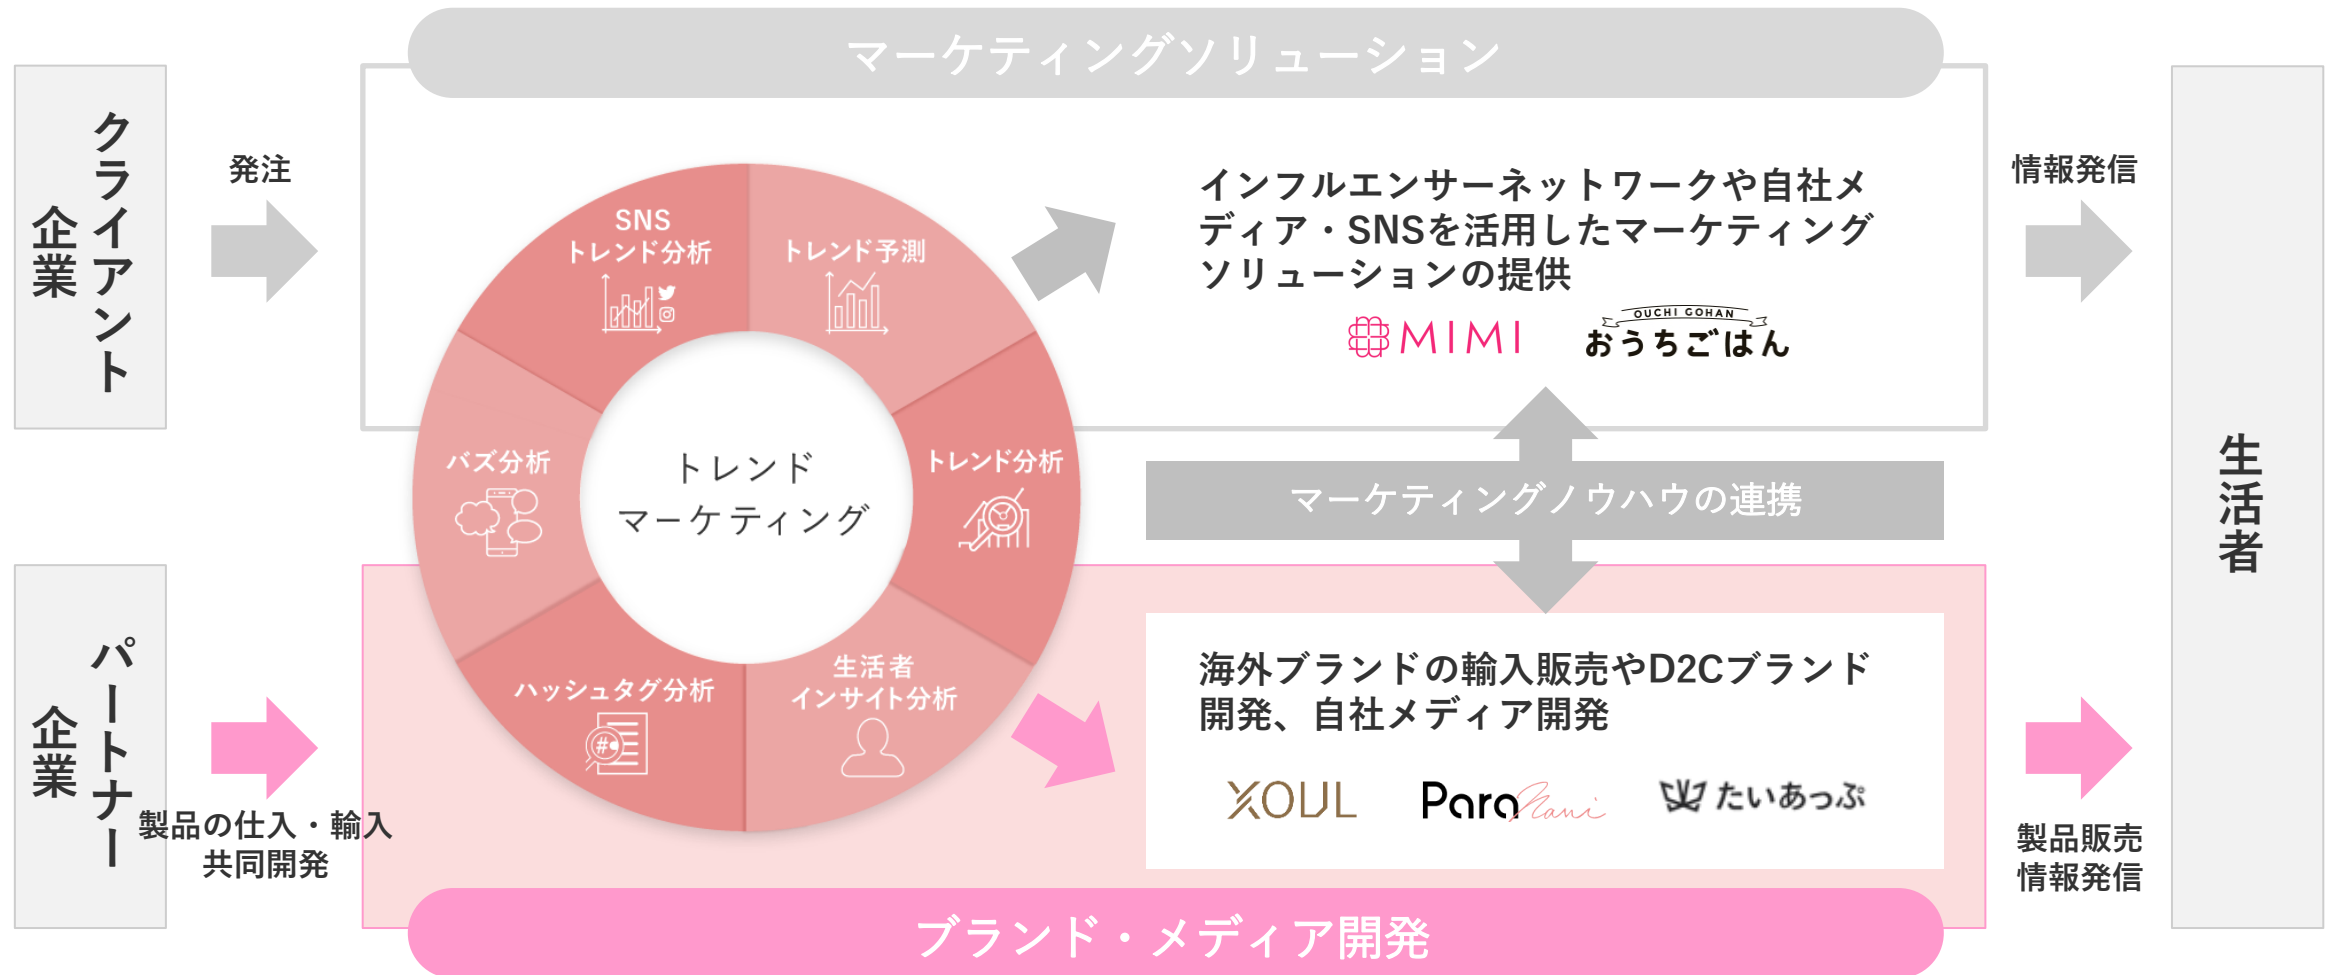 マーケティングソリューション
クライアント
企業
発注
SNS
トレンド分析
トレンド予測
バズ分析
トレンド分析
ハッシュタグ分析
#
生活者
インサイト分析
トレンド
マーケティング
インフルエンサーネットワークや自社メ
ディア・SNSを活用したマーケティング
ソリューションの提供
MIMI
OUCHI GOHAN
おうちごはん
情報発信
マーケティングノウハウの連携
生活者
パートナー
企業
製品の仕入・輸入
共同開発
海外ブランドの輸入販売やD2Cブランド
開発、自社メディア開発
XOUL
ParaNavi
たいあっぷ
製品販売
情報発信
ブランド・メディア開発